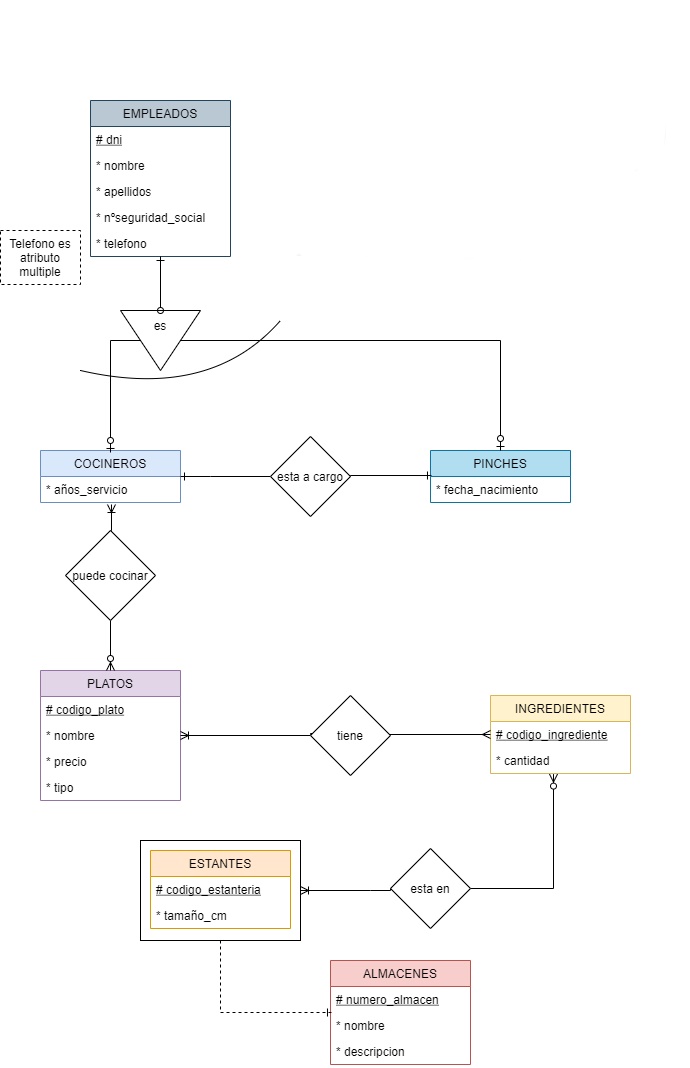 EMPLEADOS
# dni
* nombre
* apellidos
* nºseguridad_social
* telefono
Telefono es
atributo
multiple
es
COCINEROS
* años_servicio
esta a cargo
PINCHES
* fecha_nacimiento
puede cocinar
PLATOS
# codigo_plato
* nombre
* precio
* tipo
tiene
INGREDIENTES
# codigo_ingrediente
* cantidad
ESTANTES
# codigo_estanteria
* tamaño_cm
esta en
ALMACENES
# numero_almacen
* nombre
* descripcion